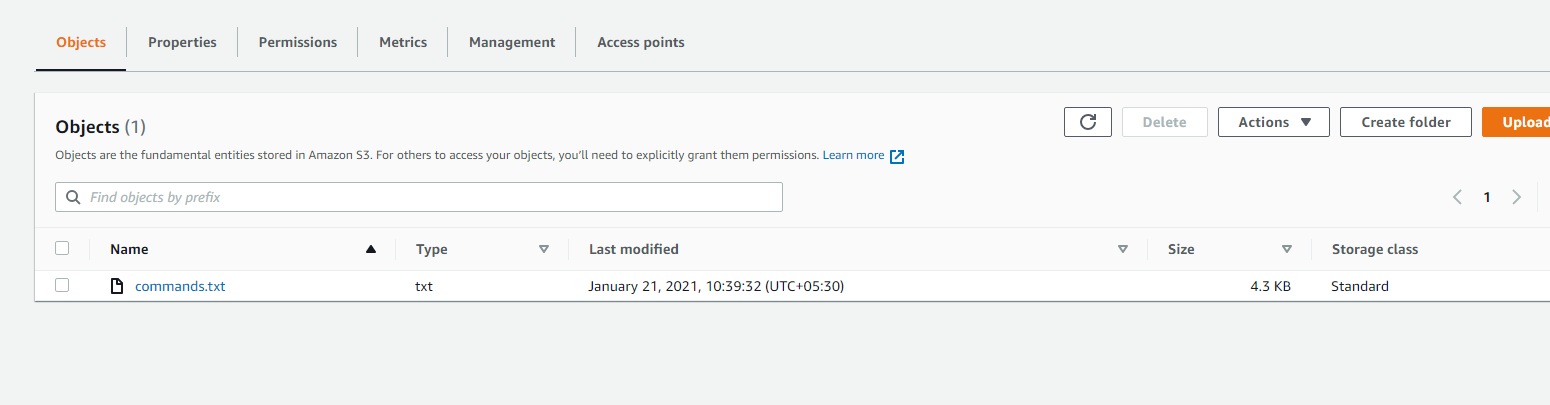 Objects Properties Permissions Metrics Management Access points
Objects (1) Delete Actions Create folder Upload
Objects are the fundamental entities stored in Amazon S3. For others to access your objects, you'll need to explicitly grant them permissions. Learn more
Find objects by prefix 1
Name Type Last modified Size Storage class
commands.txt txt January 21, 2021, 10:39:32 (UTC+05:30) 4.3 KB Standard